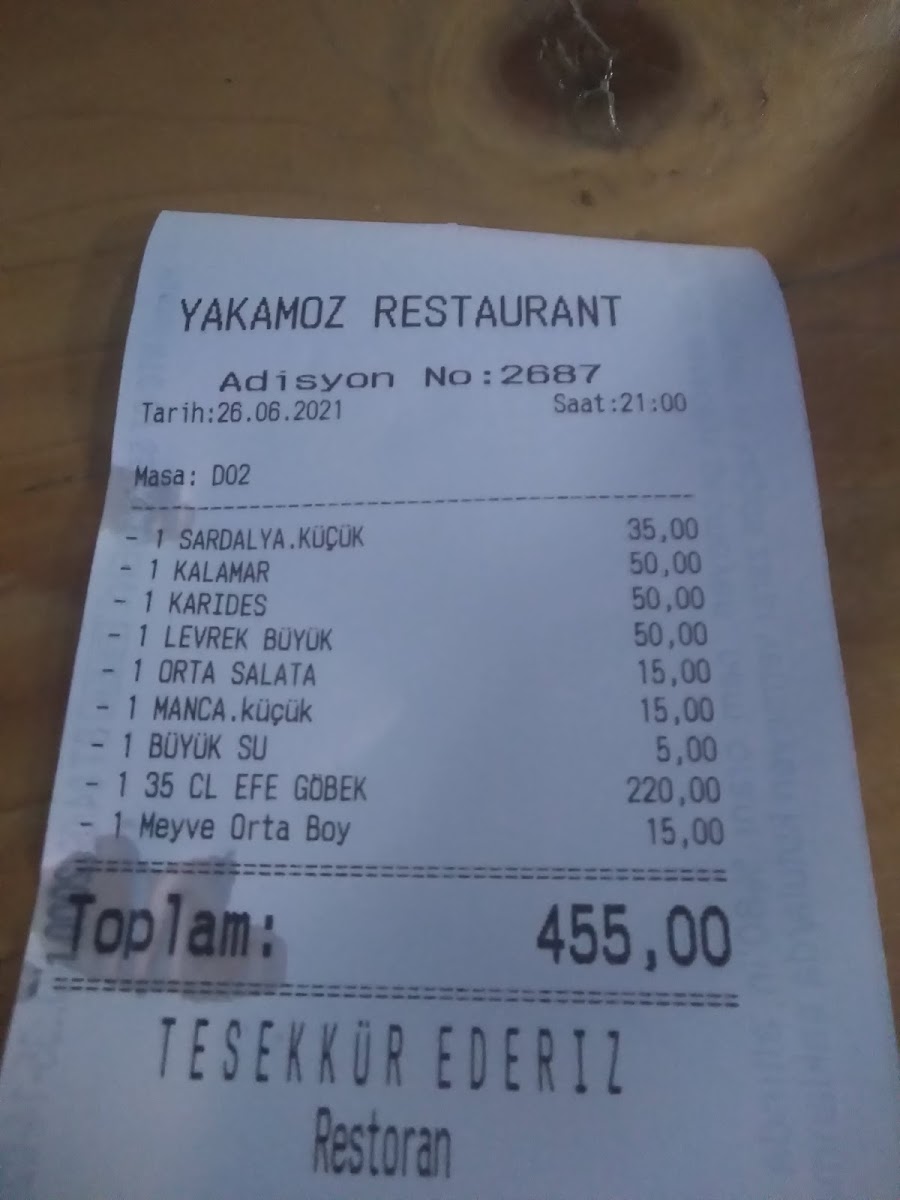 YAKAMOZ RESTAURANT
Adisyon No:2687
Tarih:26.06.2021 Saat:21:00
Masa: D02
- 1 SARDALYA.KÜÇÜK 35,00
- 1 KALAMAR 50,00
- 1 KARIDES 50,00
- 1 LEVREK BÜYÜK 50,00
- 1 ORTA SALATA 15,00
- 1 MANCA.küçük 15,00
- 1 BÜYÜK SU 5,00
- 1 35 CL EFE GÖBEK 220,00
- 1 Meyve Orta Boy 15,00
Toplam: 455,00
TESEKKÜR EDERIZ
Restoran